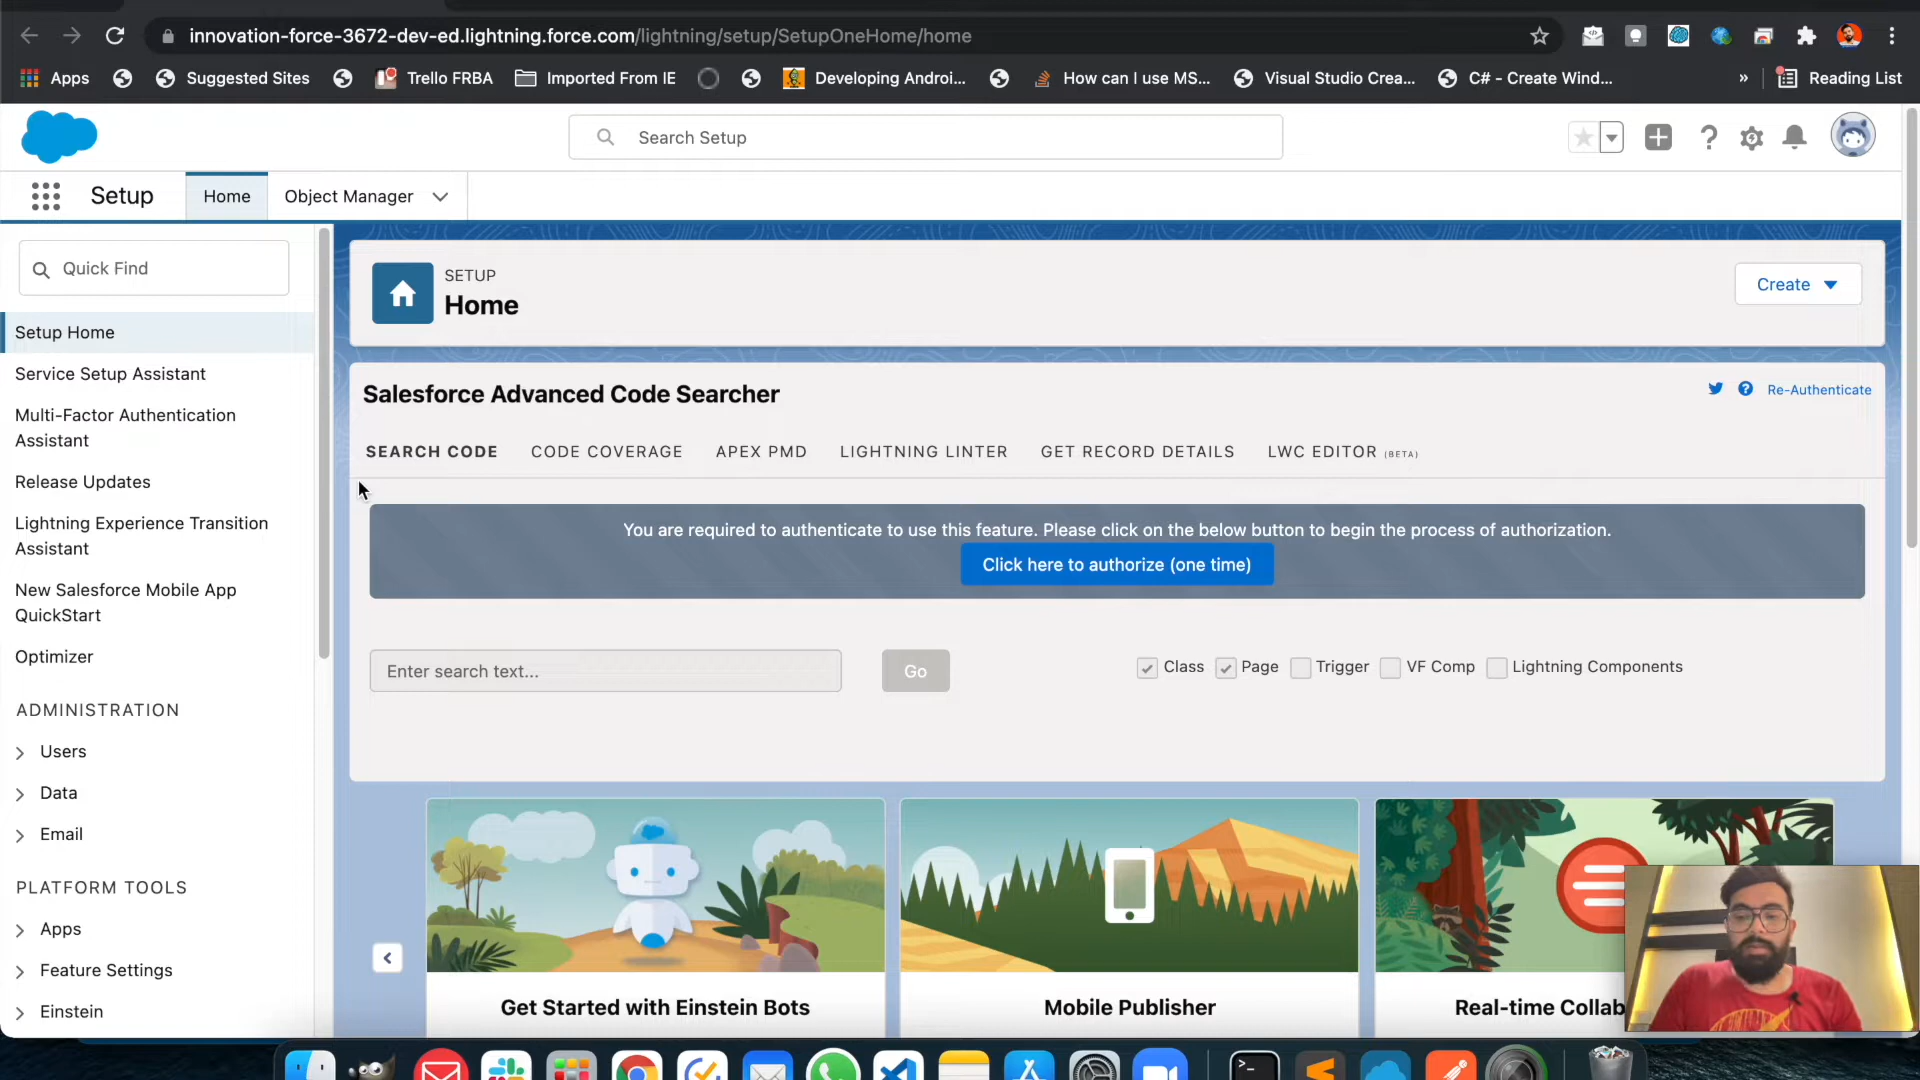 innovation-force-3672-dev-ed.lightning.force.com/lightning/setup/SetupOneHome/home
Apps
Suggested Sites
Trello FRBA
Imported From IE
Developing Androi...
How can I use MS...
Visual Studio Crea...
C# - Create Wind...
»
Reading List
Search Setup
Setup
Home
Object Manager
Quick Find
Setup Home
Service Setup Assistant
Multi-Factor Authentication
Assistant
Release Updates
Lightning Experience Transition
Assistant
New Salesforce Mobile App
QuickStart
Optimizer
ADMINISTRATION
Users
Data
Email
PLATFORM TOOLS
Apps
Feature Settings
Einstein
SETUP
Home
Create
Salesforce Advanced Code Searcher
Re-Authenticate
SEARCH CODE
CODE COVERAGE
APEX PMD
LIGHTNING LINTER
GET RECORD DETAILS
LWC EDITOR (BETA)
You are required to authenticate to use this feature. Please click on the below button to begin the process of authorization.
Click here to authorize (one time)
Enter search text...
Go
Class
Page
Trigger
VF Comp
Lightning Components
Get Started with Einstein Bots
Mobile Publisher
Real-time Collab